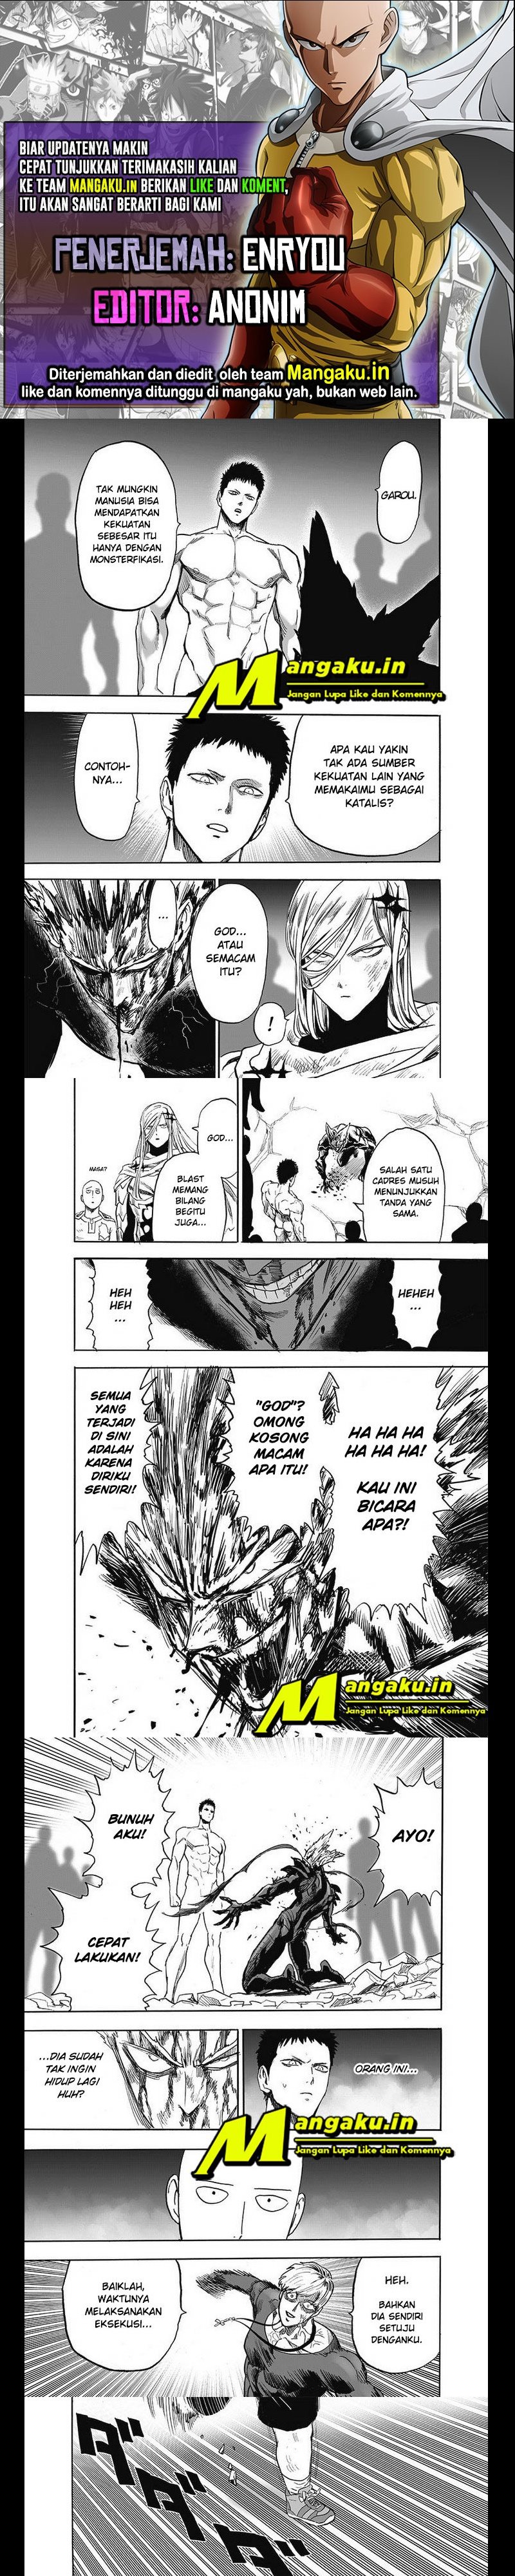 BIAR UPDATENYA MAKIN
CEPAT TUNJUKKAN TERIMAKASIH KALIAN
KE TEAM MANGAKU.IN BERIKAN LIKE DAN KOMENT,
ITU AKAN SANGAT BERARTI BAGI KAMI
PENERJEMAH: ENRYOU
EDITOR: ANONIM
Diterjemahkan dan diedit oleh team Mangaku.in
like dan komennya ditunggu di mangaku yah, bukan web lain.
GAROU.
TAK MUNGKIN
MANUSIA BISA
MENDAPATKAN
KEKUATAN
SEBESAR ITU
HANYA DENGAN
MONSTERFIKASI.
Mangaku.in
Jangan Lupa Like dan Komennya
APA KAU YAKIN
TAK ADA SUMBER
KEKUATAN LAIN YANG
MEMAKAIMU SEBAGAI
KATALIS?
CONTOH-
NYA...
GOD...
ATAU
SEMACAM
ITU?
!
...
SALAH SATU
CADRES MUSUH
MENUNJUKKAN
TANDA YANG
SAMA.
GOD...
BLAST
MEMANG
BILANG
BEGITU
JUGA...
MASA?
HEHEH
...
HEH
HEH
...
HA HA HA
HA HA HA!
KAU INI
BICARA
APA?!
"GOD"?
OMONG
KOSONG
MACAM
APA ITU!
SEMUA
YANG
TERJADI
DI SINI
ADALAH
KARENA
DIRIKU
SENDIRI!
Mangaku.in
Jangan Lupa Like dan Komennya
AYO!
BUNUH
AKU!
CEPAT
LAKUKAN!
ORANG INI...
...DIA SUDAH
TAK INGIN
HIDUP LAGI
HUH?
Mangaku.in
Jangan Lupa Like dan Komennya
HEH.
BAHKAN
DIA SENDIRI
SETUJU
DENGANKU.
BAIKLAH,
WAKTUNYA
MELAKSANAKAN
EKSEKUSI...
ダダダ